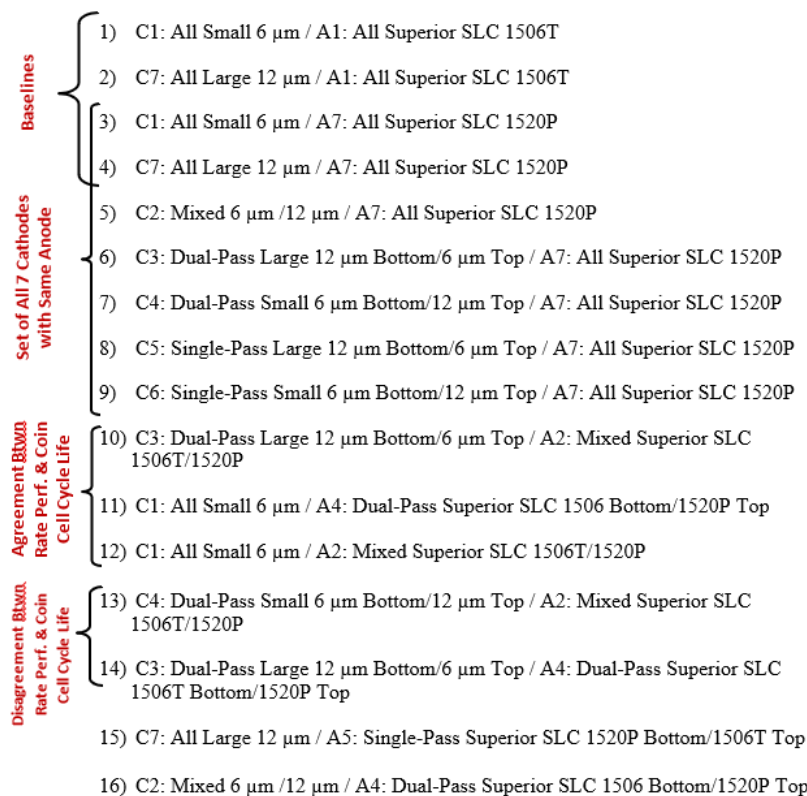 Baselines
1) C1: All Small 6 µm / A1: All Superior SLC 1506T
2) C7: All Large 12 µm / A1: All Superior SLC 1506T
3) C1: All Small 6 µm / A7: All Superior SLC 1520P
4) C7: All Large 12 µm / A7: All Superior SLC 1520P
Set of All 7 Cathodes
with Same Anode
5) C2: Mixed 6 µm /12 µm / A7: All Superior SLC 1520P
6) C3: Dual-Pass Large 12 µm Bottom/6 µm Top / A7: All Superior SLC 1520P
7) C4: Dual-Pass Small 6 µm Bottom/12 µm Top / A7: All Superior SLC 1520P
8) C5: Single-Pass Large 12 µm Bottom/6 µm Top / A7: All Superior SLC 1520P
9) C6: Single-Pass Small 6 µm Bottom/12 µm Top / A7: All Superior SLC 1520P
Agreement Btwn
Rate Perf. & Coin
Cell Cycle Life
10) C3: Dual-Pass Large 12 µm Bottom/6 µm Top / A2: Mixed Superior SLC
1506T/1520P
11) C1: All Small 6 µm / A4: Dual-Pass Superior SLC 1506 Bottom/1520P Top
12) C1: All Small 6 µm / A2: Mixed Superior SLC 1506T/1520P
Disagreement Btwn
Rate Perf. & Coin
Cell Cycle Life
13) C4: Dual-Pass Small 6 µm Bottom/12 µm Top / A2: Mixed Superior SLC
1506T/1520P
14) C3: Dual-Pass Large 12 µm Bottom/6 µm Top / A4: Dual-Pass Superior SLC
1506T Bottom/1520P Top
15) C7: All Large 12 µm / A5: Single-Pass Superior SLC 1520P Bottom/1506T Top
16) C2: Mixed 6 µm /12 µm / A4: Dual-Pass Superior SLC 1506 Bottom/1520P Top